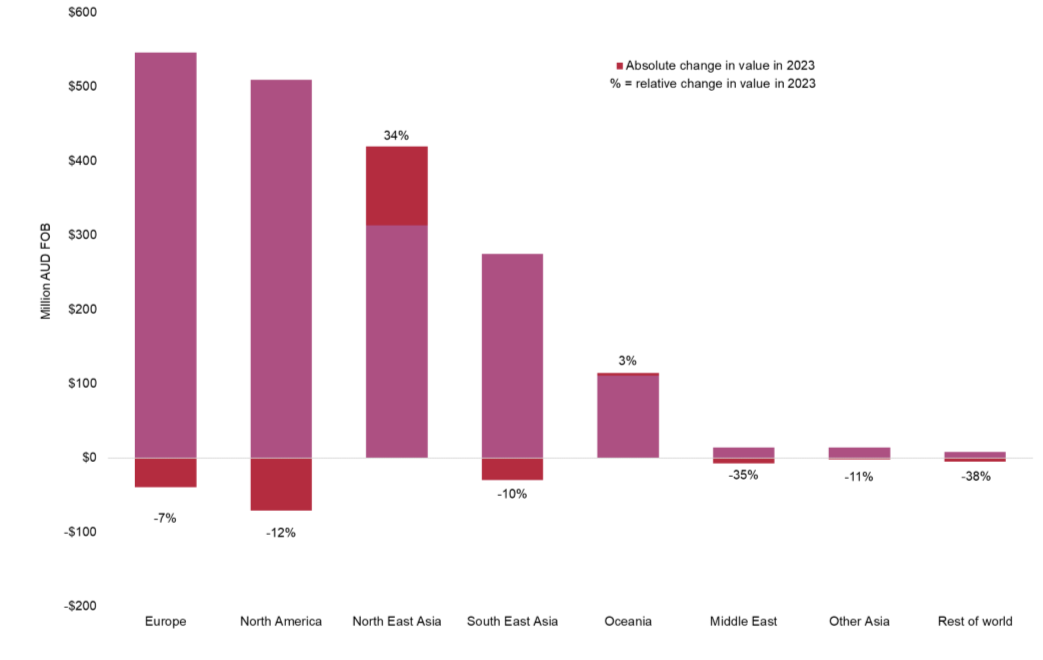 $600
$500
$400
$300
$200
$100
$0
-$100
-$200
Million AUD FOB
Absolute change in value in 2023
% = relative change in value in 2023
-7%
-12%
34%
-10%
3%
-35%
-11%
-38%
Europe
North America
North East Asia
South East Asia
Oceania
Middle East
Other Asia
Rest of world